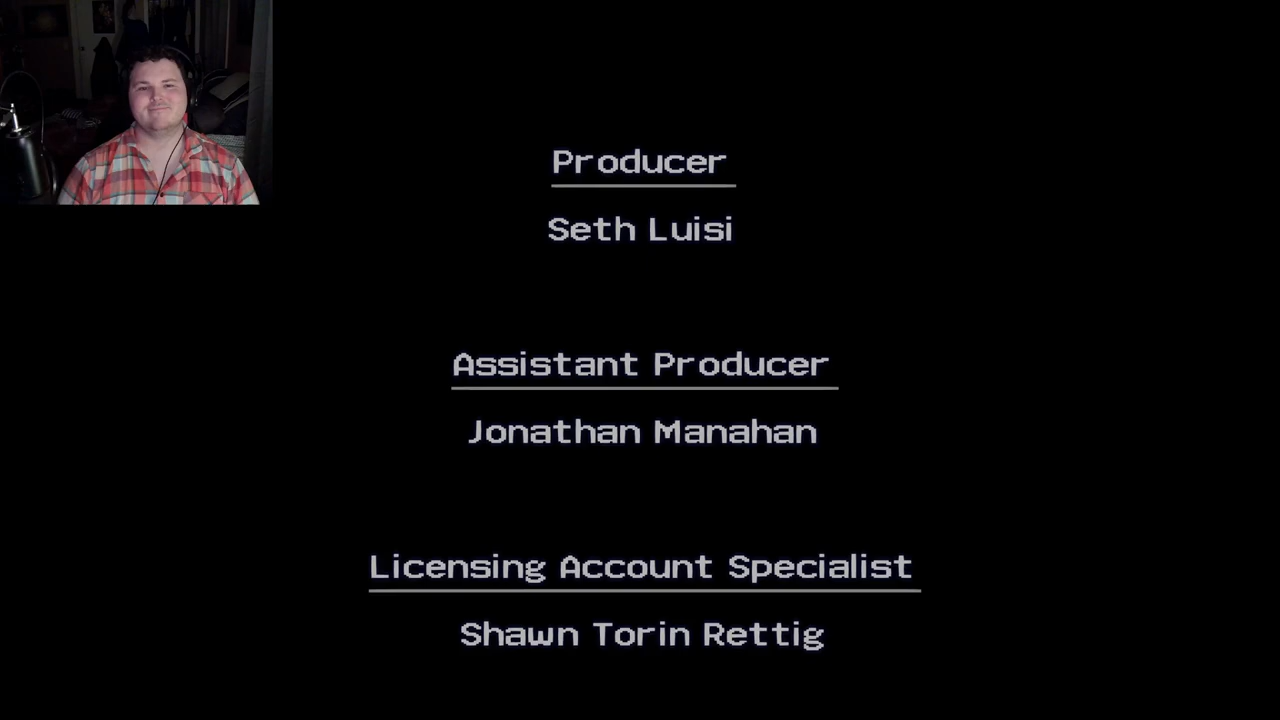 Producer
Seth Luisi
Assistant Producer
Jonathan Manahan
Licensing Account Specialist
Shawn Torin Rettig